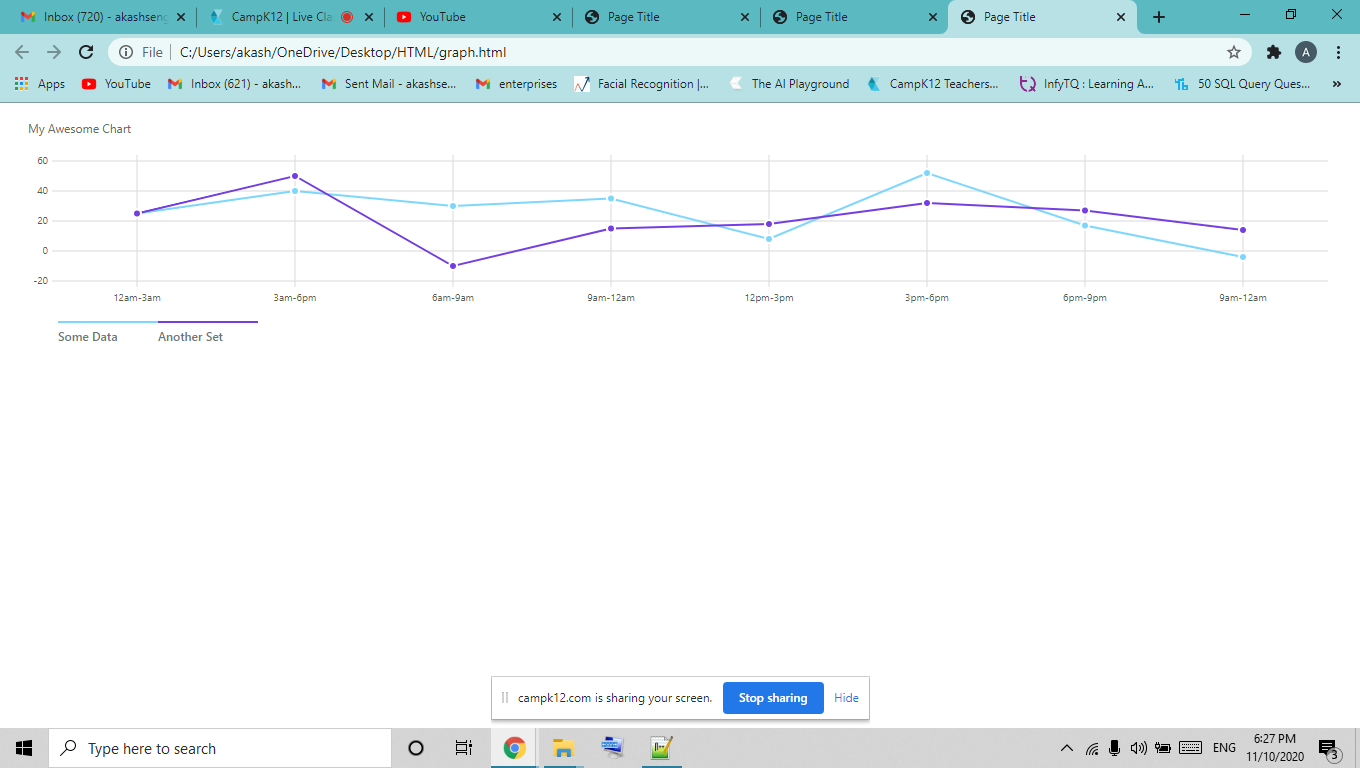 Inbox (720) - akashseng
CampK12 | Live Cla
YouTube
Page Title
Page Title
Page Title
File
C:/Users/akash/OneDrive/Desktop/HTML/graph.html
A
Apps
YouTube
Inbox (621) - akash...
Sent Mail - akashse...
enterprises
Facial Recognition |...
The AI Playground
CampK12 Teachers...
InfyTQ : Learning A...
50 SQL Query Ques...
»
My Awesome Chart
60
40
20
0
-20
12am-3am
3am-6pm
6am-9am
9am-12am
12pm-3pm
3pm-6pm
6pm-9pm
9am-12am
Some Data
Another Set
campk12.com is sharing your screen.
Stop sharing
Hide
Type here to search
ENG
6:27 PM
11/10/2020
3